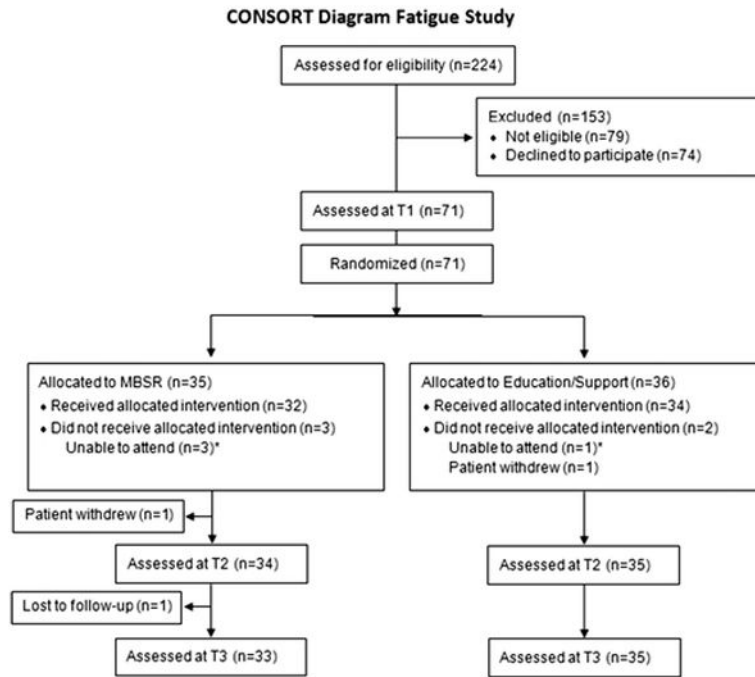 CONSORT Diagram Fatigue Study
Assessed for eligibility (n=224)
Excluded (n=153)
♦ Not eligible (n=79)
♦ Declined to participate (n=74)
Assessed at T1 (n=71)
Randomized (n=71)
Allocated to MBSR (n=35)
♦ Received allocated intervention (n=32)
♦ Did not receive allocated intervention (n=3)
Unable to attend (n=3)*
Allocated to Education/Support (n=36)
♦ Received allocated intervention (n=34)
♦ Did not receive allocated intervention (n=2)
Unable to attend (n=1)*
Patient withdrew (n=1)
Patient withdrew (n=1)
Assessed at T2 (n=34)
Assessed at T2 (n=35)
Lost to follow-up (n=1)
Assessed at T3 (n=33)
Assessed at T3 (n=35)